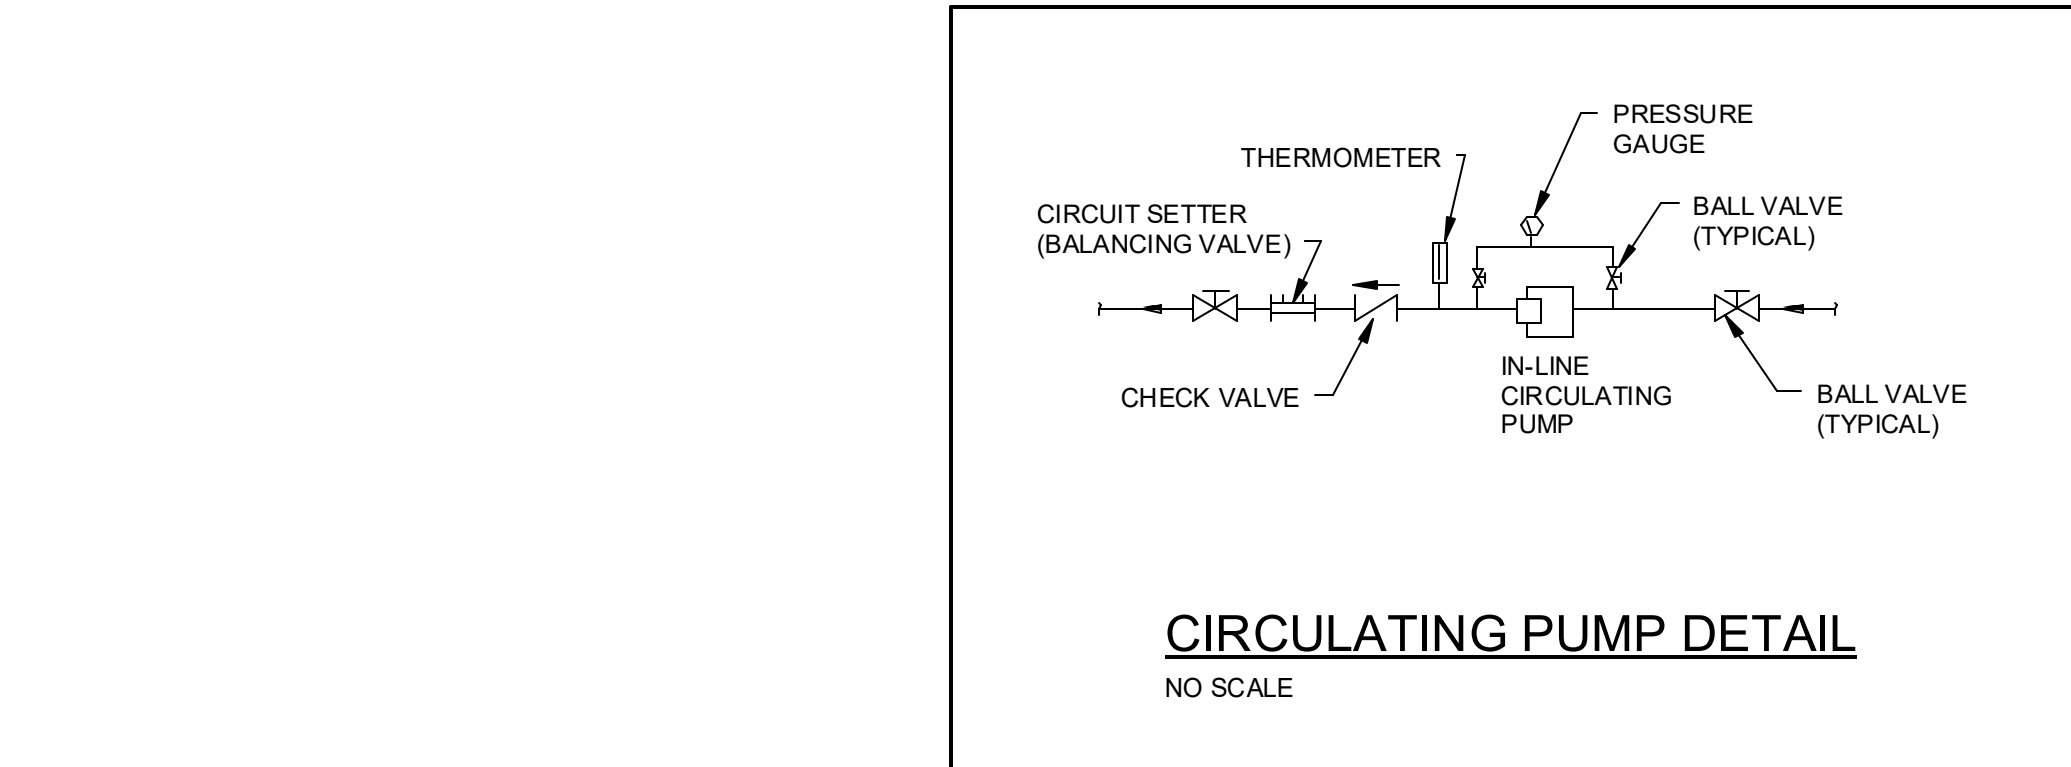 PRESSURE
GAUGE
THERMOMETER
CIRCUIT SETTER
(BALANCING VALVE)
BALL VALVE
(TYPICAL)
CHECK VALVE
IN-LINE
CIRCULATING
PUMP
BALL VALVE
(TYPICAL)
CIRCULATING PUMP DETAIL
NO SCALE